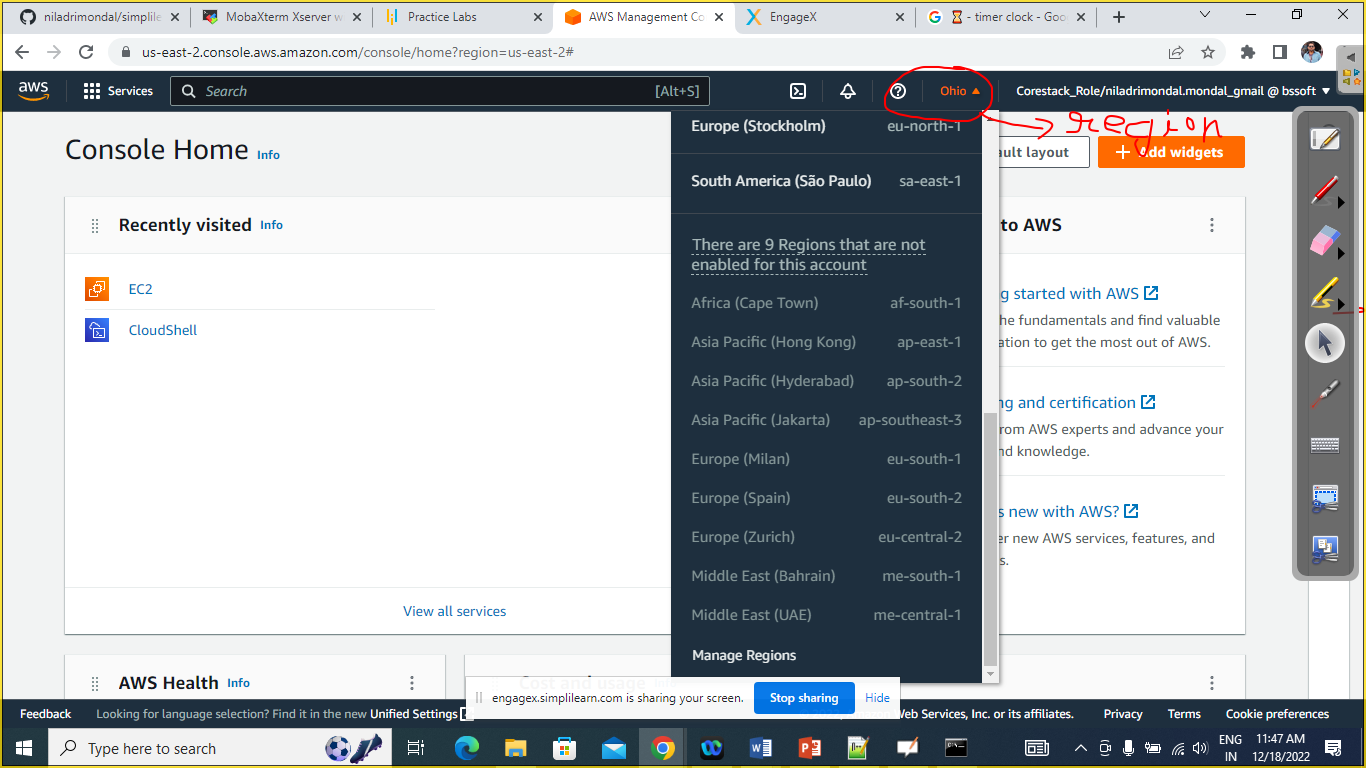 niladrimondal/simplile
MobaXterm Xserver w
Practice Labs
AWS Management Co
EngageX
- timer clock - Goo
us-east-2.console.aws.amazon.com/console/home?region=us-east-2#
aws
Services
Search
[Alt+S]
Ohio
Corestack_Role/niladrimondal.mondal_gmail @ bssoft
region
Console Home Info
ault layout
Add widgets
Europe (Stockholm) eu-north-1
South America (São Paulo) sa-east-1
There are 9 Regions that are not
enabled for this account
Africa (Cape Town) af-south-1
Asia Pacific (Hong Kong) ap-east-1
Asia Pacific (Hyderabad) ap-south-2
Asia Pacific (Jakarta) ap-southeast-3
Europe (Milan) eu-south-1
Europe (Spain) eu-south-2
Europe (Zurich) eu-central-2
Middle East (Bahrain) me-south-1
Middle East (UAE) me-central-1
Manage Regions
Recently visited Info
EC2
CloudShell
View all services
to AWS
g started with AWS
he fundamentals and find valuable
ation to get the most out of AWS.
ng and certification
rom AWS experts and advance your
nd knowledge.
s new with AWS?
er new AWS services, features, and
s.
AWS Health Info
Cost and usage
engagex.simplilearn.com is sharing your screen.
Stop sharing
Hide
Feedback
Looking for language selection? Find it in the new Unified Settings
Web Services, Inc. or its affiliates.
Privacy
Terms
Cookie preferences
Type here to search
ENG
IN
11:47 AM
12/18/2022